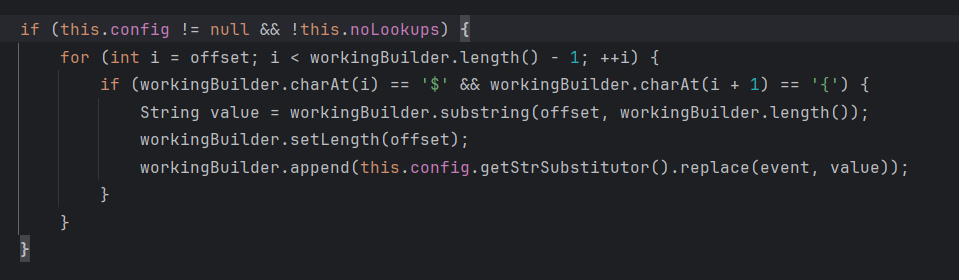 if (this.config != null && !this.noLookups) {
    for (int i = offset; i < workingBuilder.length() - 1; ++i) {
        if (workingBuilder.charAt(i) == '$' && workingBuilder.charAt(i + 1) == '{') {
            String value = workingBuilder.substring(offset, workingBuilder.length());
            workingBuilder.setLength(offset);
            workingBuilder.append(this.config.getStrSubstitutor().replace(event, value));
        }
    }
}